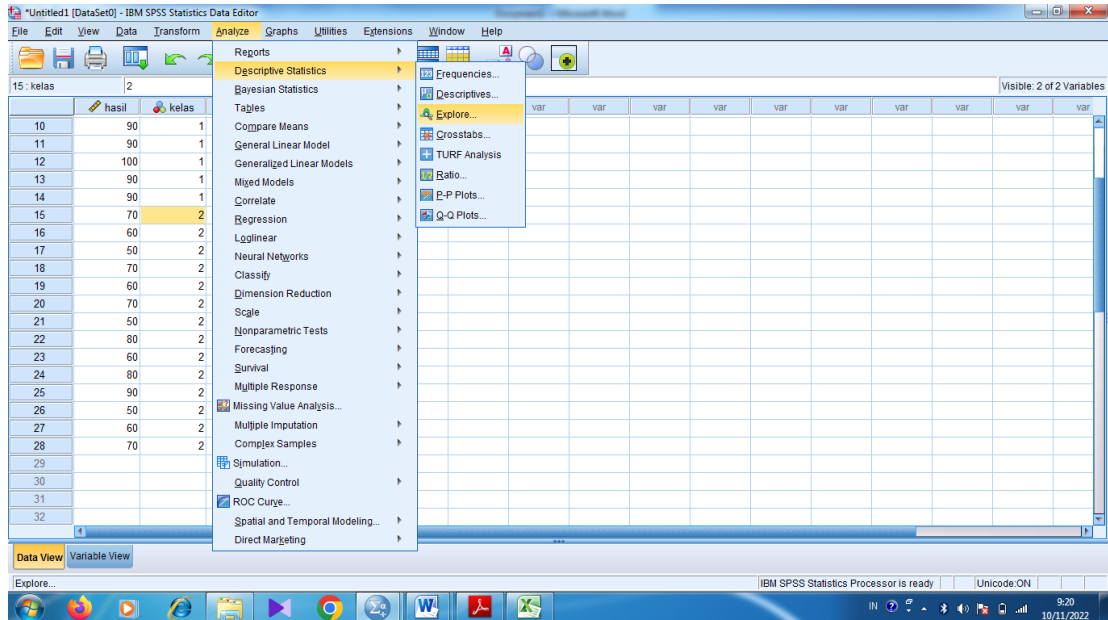 *Untitled1 [DataSet0] - IBM SPSS Statistics Data Editor
File Edit View Data Transform Analyze Graphs Utilities Extensions Window Help
15 : kelas 2 Visible: 2 of 2 Variables
hasil kelas var var var var var var var var var var
10 90 1
11 90 1
12 100 1
13 90 1
14 90 1
15 70 2
16 60 2
17 50 2
18 70 2
19 60 2
20 70 2
21 50 2
22 80 2
23 60 2
24 80 2
25 90 2
26 50 2
27 60 2
28 70 2
29
30
31
32
Reports
Descriptive Statistics
Bayesian Statistics
Tables
Compare Means
General Linear Model
Generalized Linear Models
Mixed Models
Correlate
Regression
Loglinear
Neural Networks
Classify
Dimension Reduction
Scale
Nonparametric Tests
Forecasting
Survival
Multiple Response
Missing Value Analysis...
Multiple Imputation
Complex Samples
Simulation...
Quality Control
ROC Curve...
Spatial and Temporal Modeling...
Direct Marketing
Frequencies...
Descriptives...
Explore...
Crosstabs...
TURF Analysis
Ratio...
P-P Plots...
Q-Q Plots...
Data View Variable View
Explore... IBM SPSS Statistics Processor is ready Unicode:ON
IN 9:20
10/11/2022